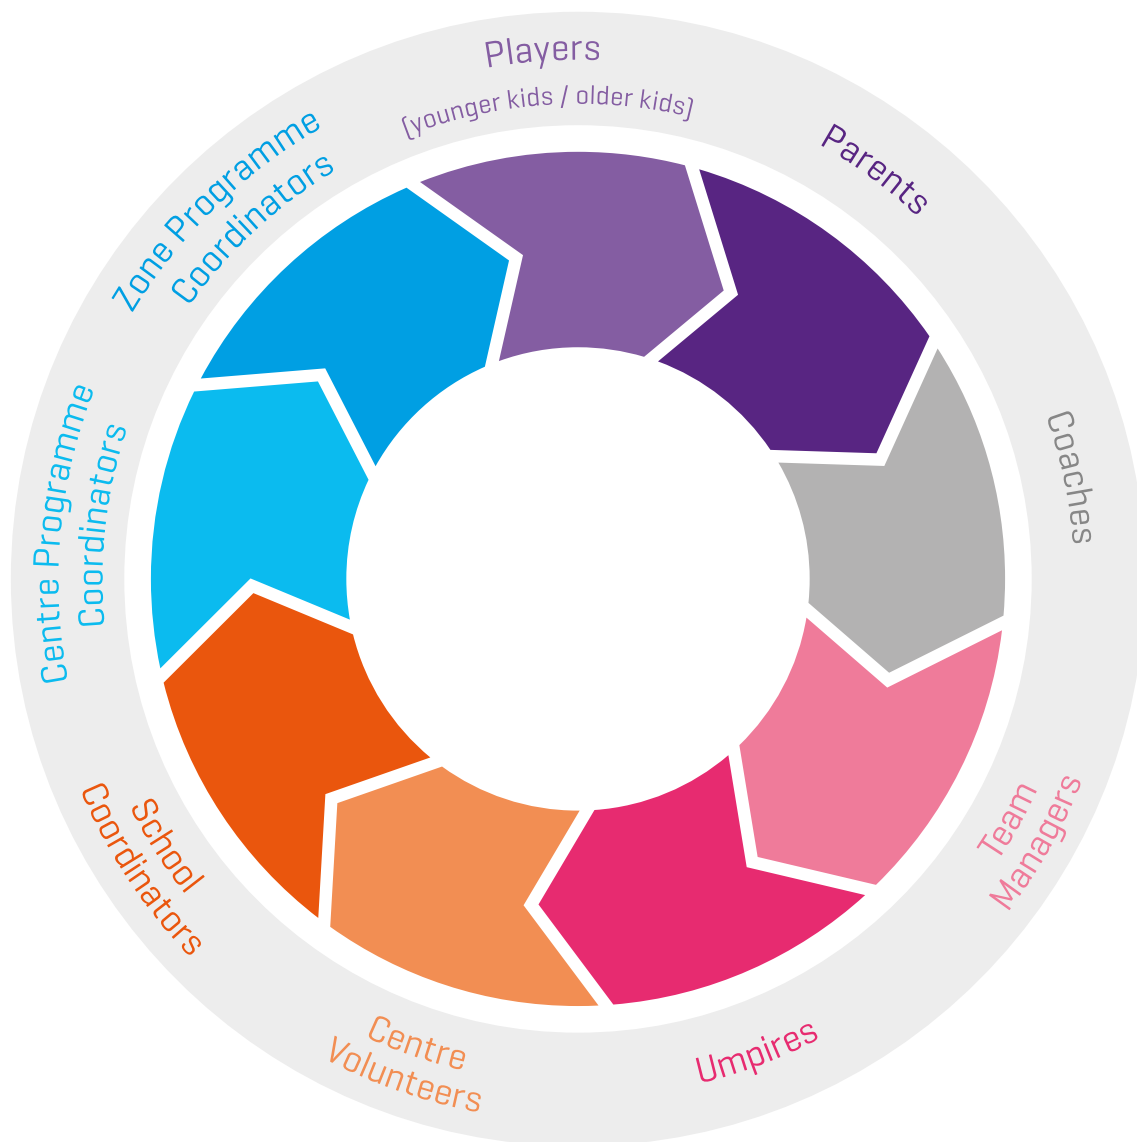 Players
(younger kids / older kids)
Parents
Coaches
Team
Managers
Umpires
Centre
Volunteers
School
Coordinators
Centre Programme
Coordinators
Zone Programme
Coordinators